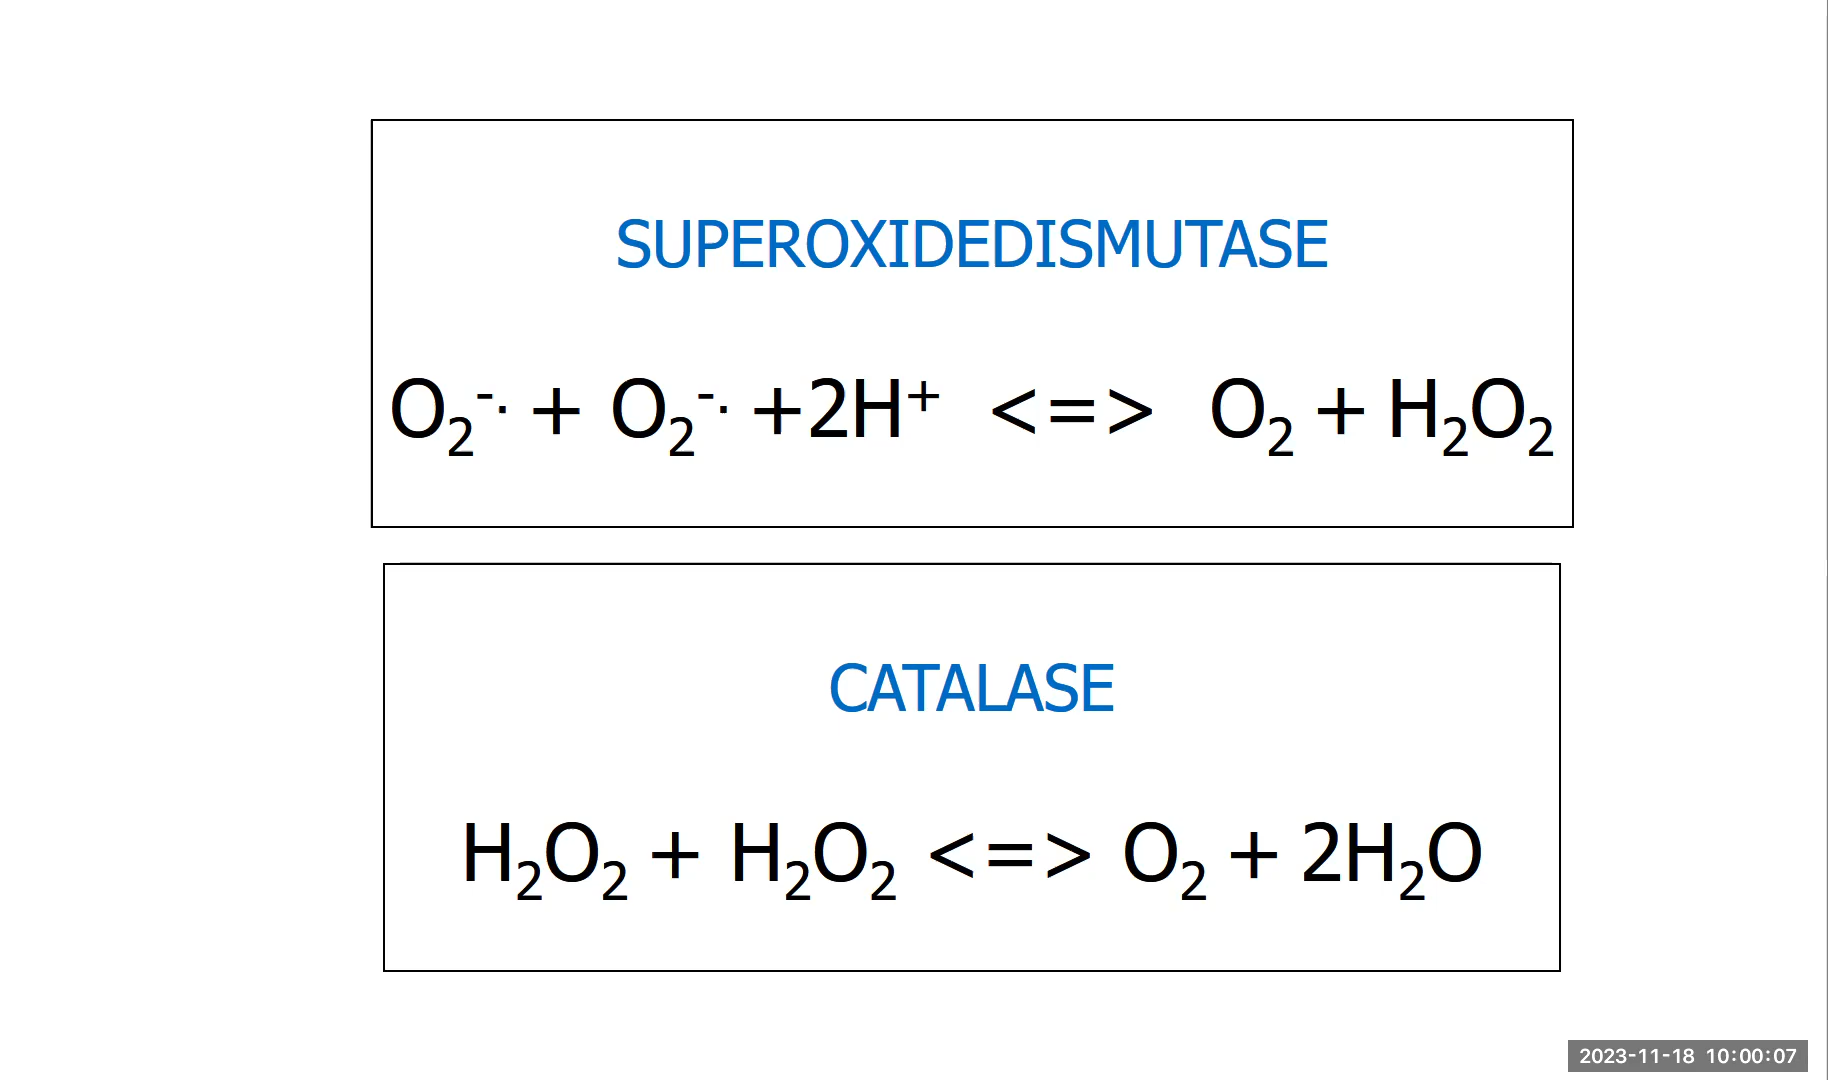 SUPEROXIDEDISMUTASE
O₂⁻· + O₂⁻· +2H⁺ <=> O₂ + H₂O₂
CATALASE
H₂O₂ + H₂O₂ <=> O₂ + 2H₂O
2023-11-18 10:00:07